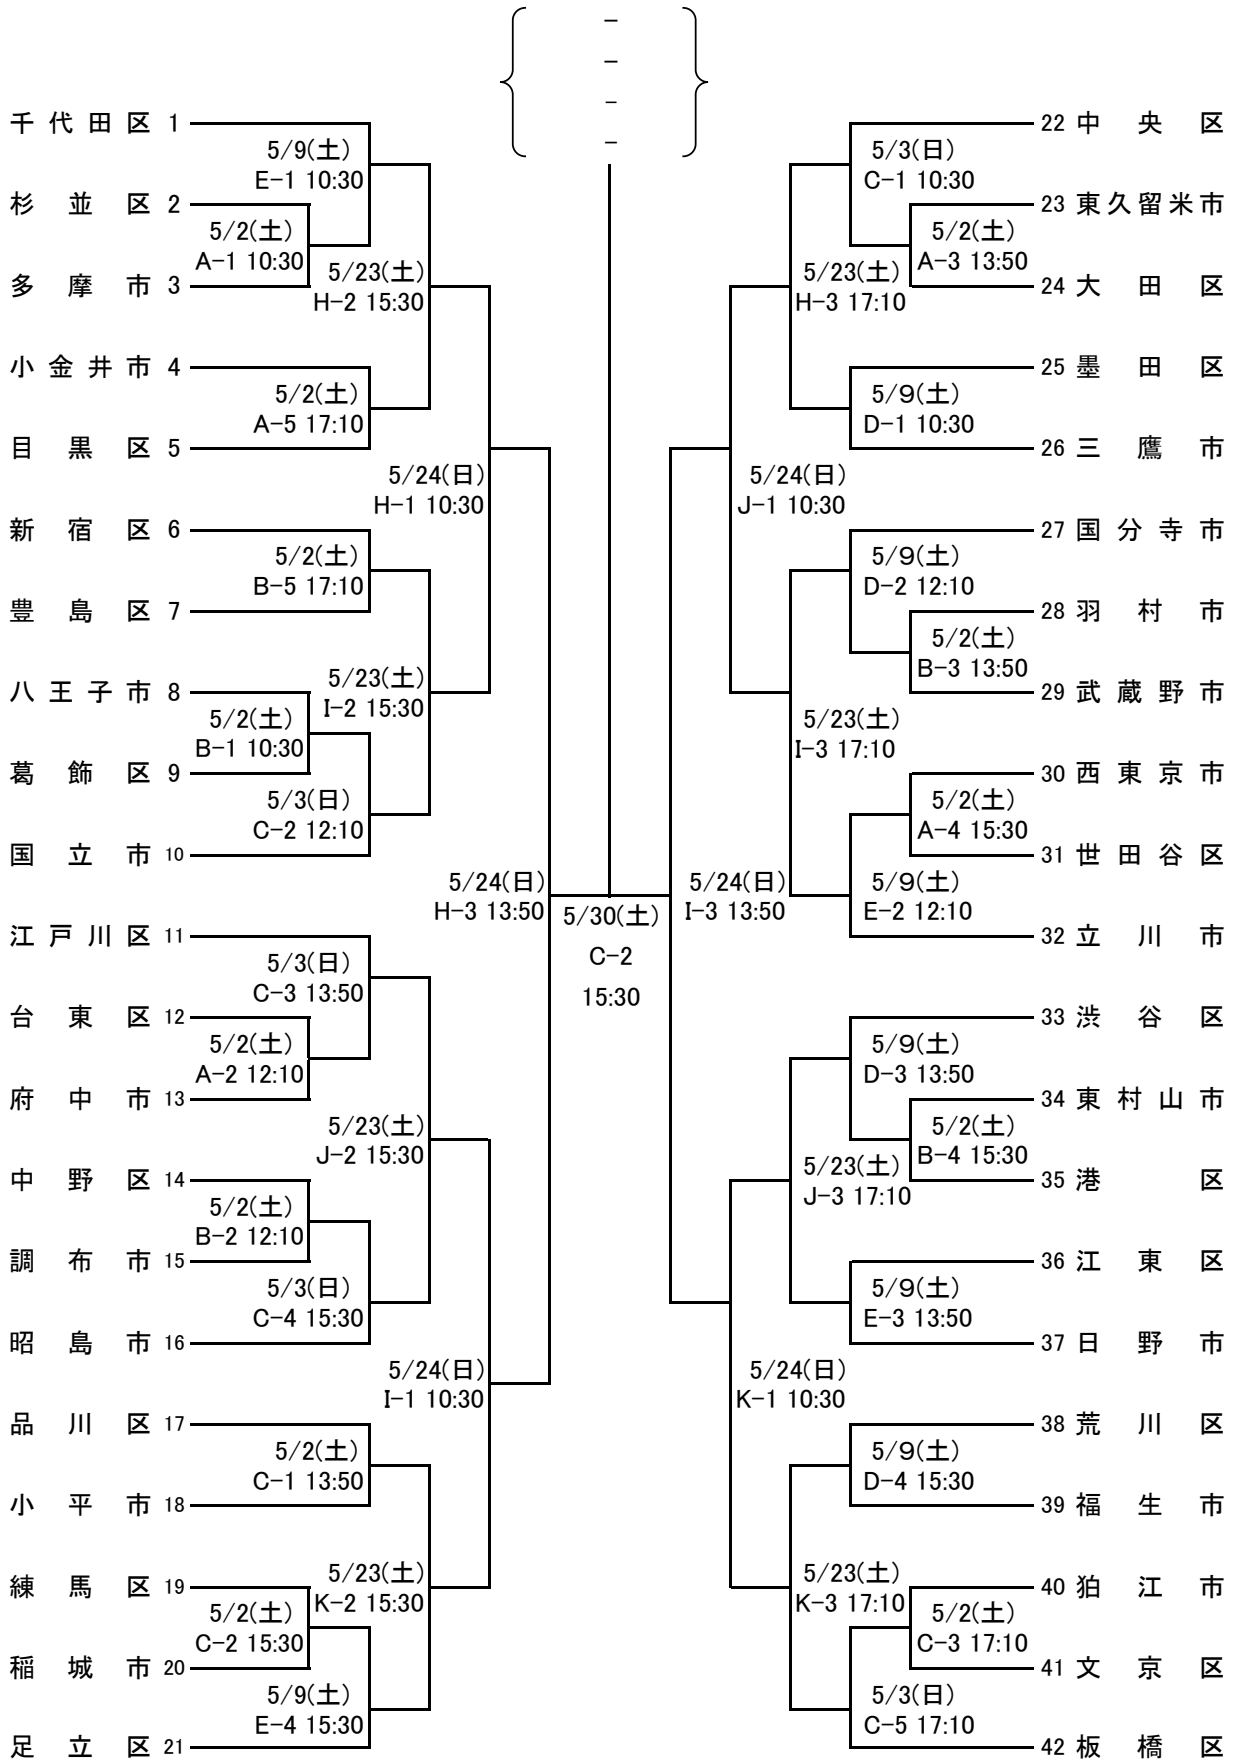 –
–
–
–
千代田区 1
5/9(土)
E-1 10:30
杉並区 2
5/2(土)
A-1 10:30
多摩市 3
5/23(土)
H-2 15:30
小金井市 4
5/2(土)
A-5 17:10
目黒区 5
5/24(日)
H-1 10:30
新宿区 6
5/2(土)
B-5 17:10
豊島区 7
八王子市 8
5/23(土)
I-2 15:30
5/2(土)
B-1 10:30
葛飾区 9
5/3(日)
C-2 12:10
国立市 10
5/24(日)
H-3 13:50
江戸川区 11
5/3(日)
C-3 13:50
台東区 12
5/2(土)
A-2 12:10
府中市 13
5/23(土)
J-2 15:30
中野区 14
5/2(土)
B-2 12:10
調布市 15
5/3(日)
C-4 15:30
昭島市 16
5/24(日)
I-1 10:30
品川区 17
5/2(土)
C-1 13:50
小平市 18
5/23(土)
K-2 15:30
練馬区 19
5/2(土)
C-2 15:30
稲城市 20
5/9(土)
E-4 15:30
足立区 21
5/30(土)
C-2
15:30
22 中央区
5/3(日)
C-1 10:30
23 東久留米市
5/2(土)
A-3 13:50
24 大田区
5/23(土)
H-3 17:10
25 墨田区
5/9(土)
D-1 10:30
26 三鷹市
5/24(日)
J-1 10:30
27 国分寺市
5/9(土)
D-2 12:10
28 羽村市
5/2(土)
B-3 13:50
29 武蔵野市
5/23(土)
I-3 17:10
30 西東京市
5/2(土)
A-4 15:30
31 世田谷区
5/9(土)
E-2 12:10
5/24(日)
I-3 13:50
32 立川市
33 渋谷区
5/9(土)
D-3 13:50
34 東村山市
5/2(土)
B-4 15:30
35 港区
5/23(土)
J-3 17:10
36 江東区
5/9(土)
E-3 13:50
37 日野市
5/24(日)
K-1 10:30
38 荒川区
5/9(土)
D-4 15:30
39 福生市
5/23(土)
K-3 17:10
40 狛江市
5/2(土)
C-3 17:10
41 文京区
5/3(日)
C-5 17:10
42 板橋区